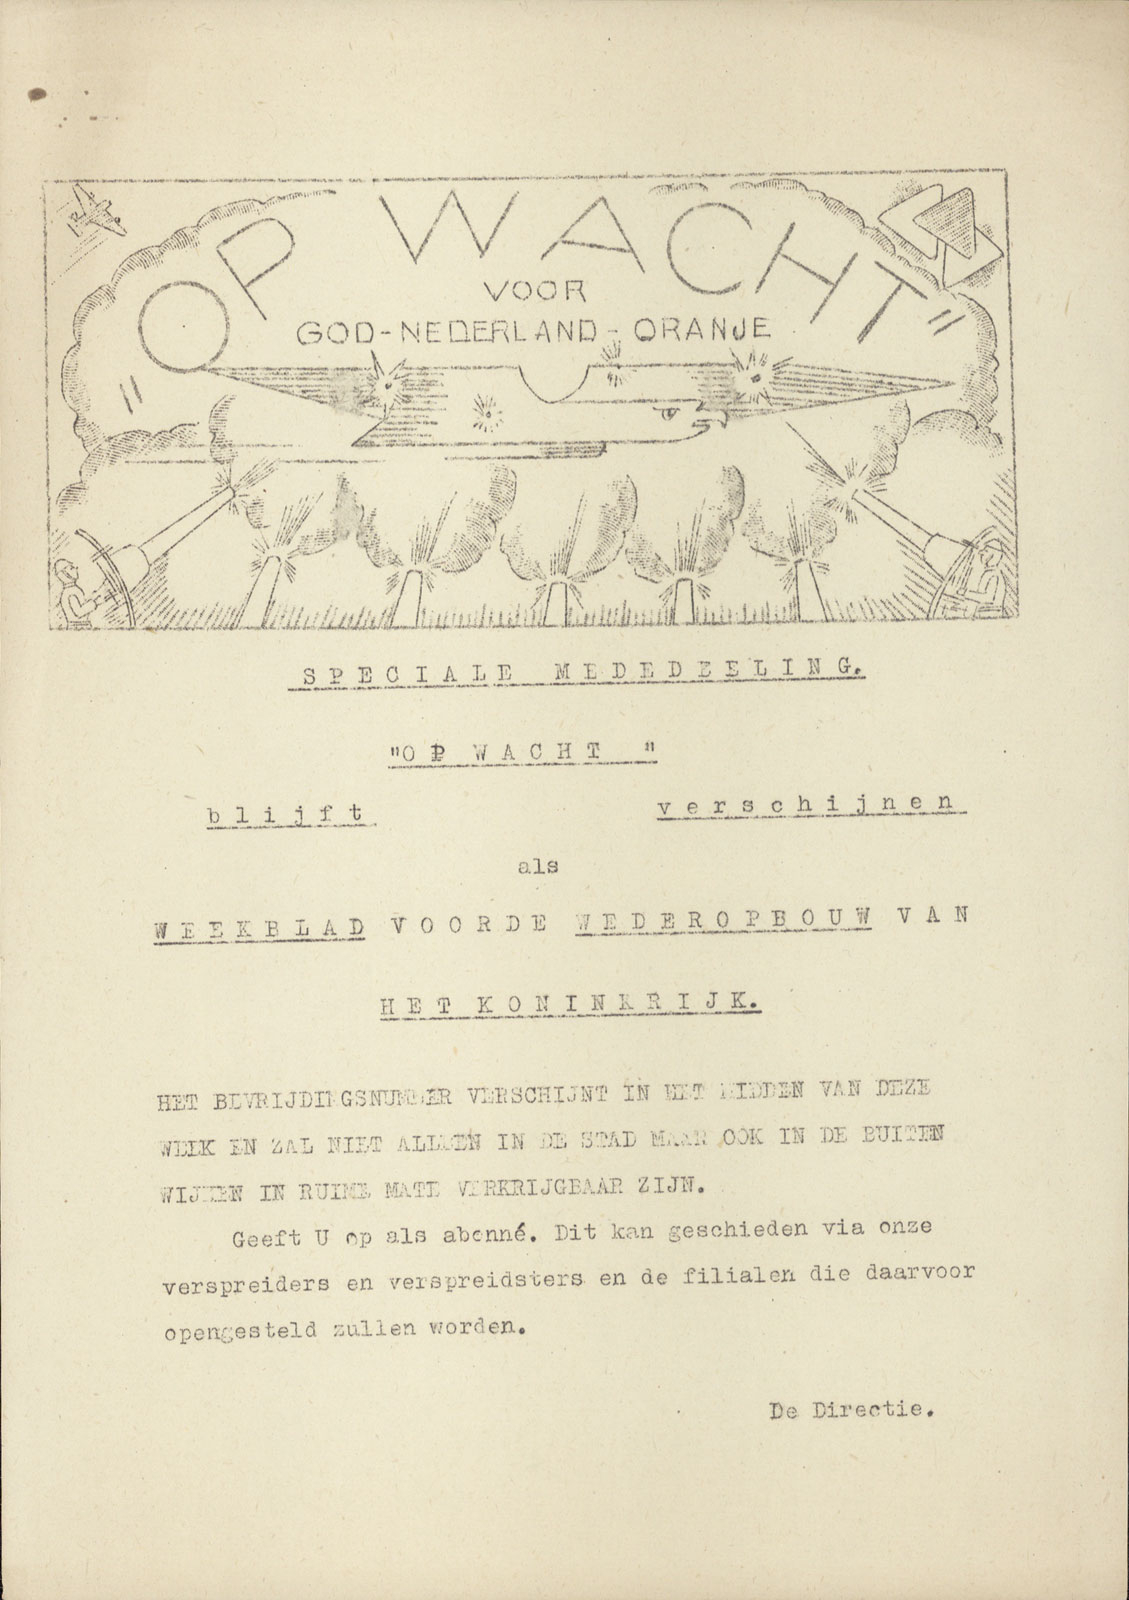 "OP WACHT"
VOOR
GOD-NEDERLAND-ORANJE
SPECIALE MEDEDEELING.
"OP WACHT "
blijft verschijnen
als
WEEKBLAD VOORDE WEDEROPBOUW VAN
HET KONINKRIJK.
HET BEVRIJDINGSNUMMER VERSCHIJNT IN HET MIDDEN VAN DEZE
WEEK EN ZAL NIET ALLEEN IN DE STAD MAAR OOK IN DE BUITEN
WIJKEN IN RUIME MATE VERKRIJGBAAR ZIJN.
Geeft U op als abonné. Dit kan geschieden via onze
verspreiders en verspreidsters en de filialen die daarvoor
opengesteld zullen worden.
De Directie.